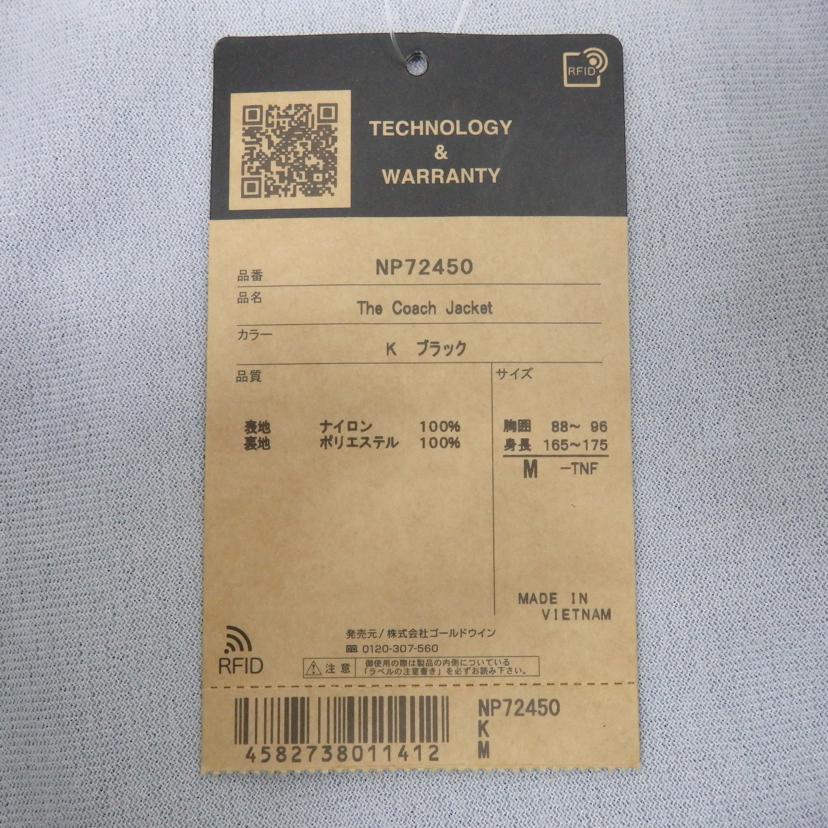 RFID
TECHNOLOGY
&
WARRANTY
品番 NP72450
品名 The Coach Jacket
カラー K ブラック
品質
表地 ナイロン 100%
裏地 ポリエステル 100%
サイズ
胸囲 88～ 96
身長 165～175
M -TNF
MADE IN
VIETNAM
RFID
発売元/株式会社ゴールドウイン
0120-307-560
注意 御使用の際は製品の内側についている
「ラベルの注意書き」を必ずお読み下さい。
4582738011412
NP72450
K
M